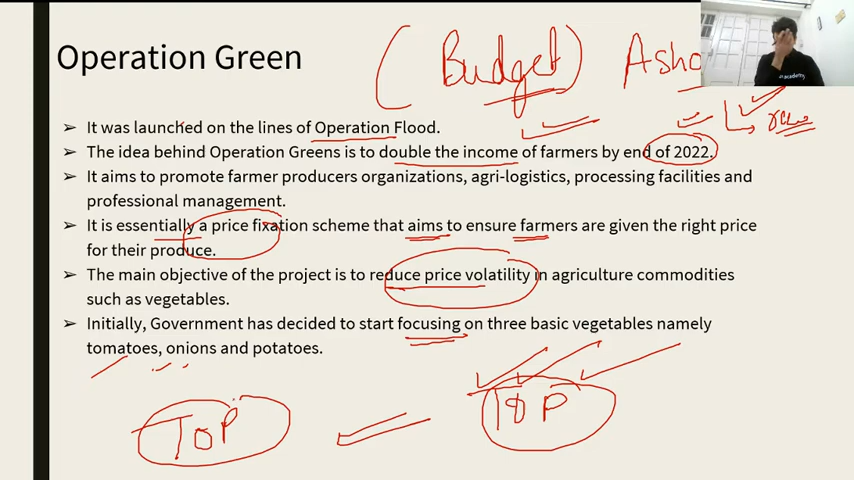 Operation Green
( Budget ) Asho
➢ It was launched on the lines of Operation Flood.
➢ The idea behind Operation Greens is to double the income of farmers by end of 2022.
➢ It aims to promote farmer producers organizations, agri-logistics, processing facilities and
professional management.
➢ It is essentially a price fixation scheme that aims to ensure farmers are given the right price
for their produce.
➢ The main objective of the project is to reduce price volatility in agriculture commodities
such as vegetables.
➢ Initially, Government has decided to start focusing on three basic vegetables namely
tomatoes, onions and potatoes.
TOP
TOP